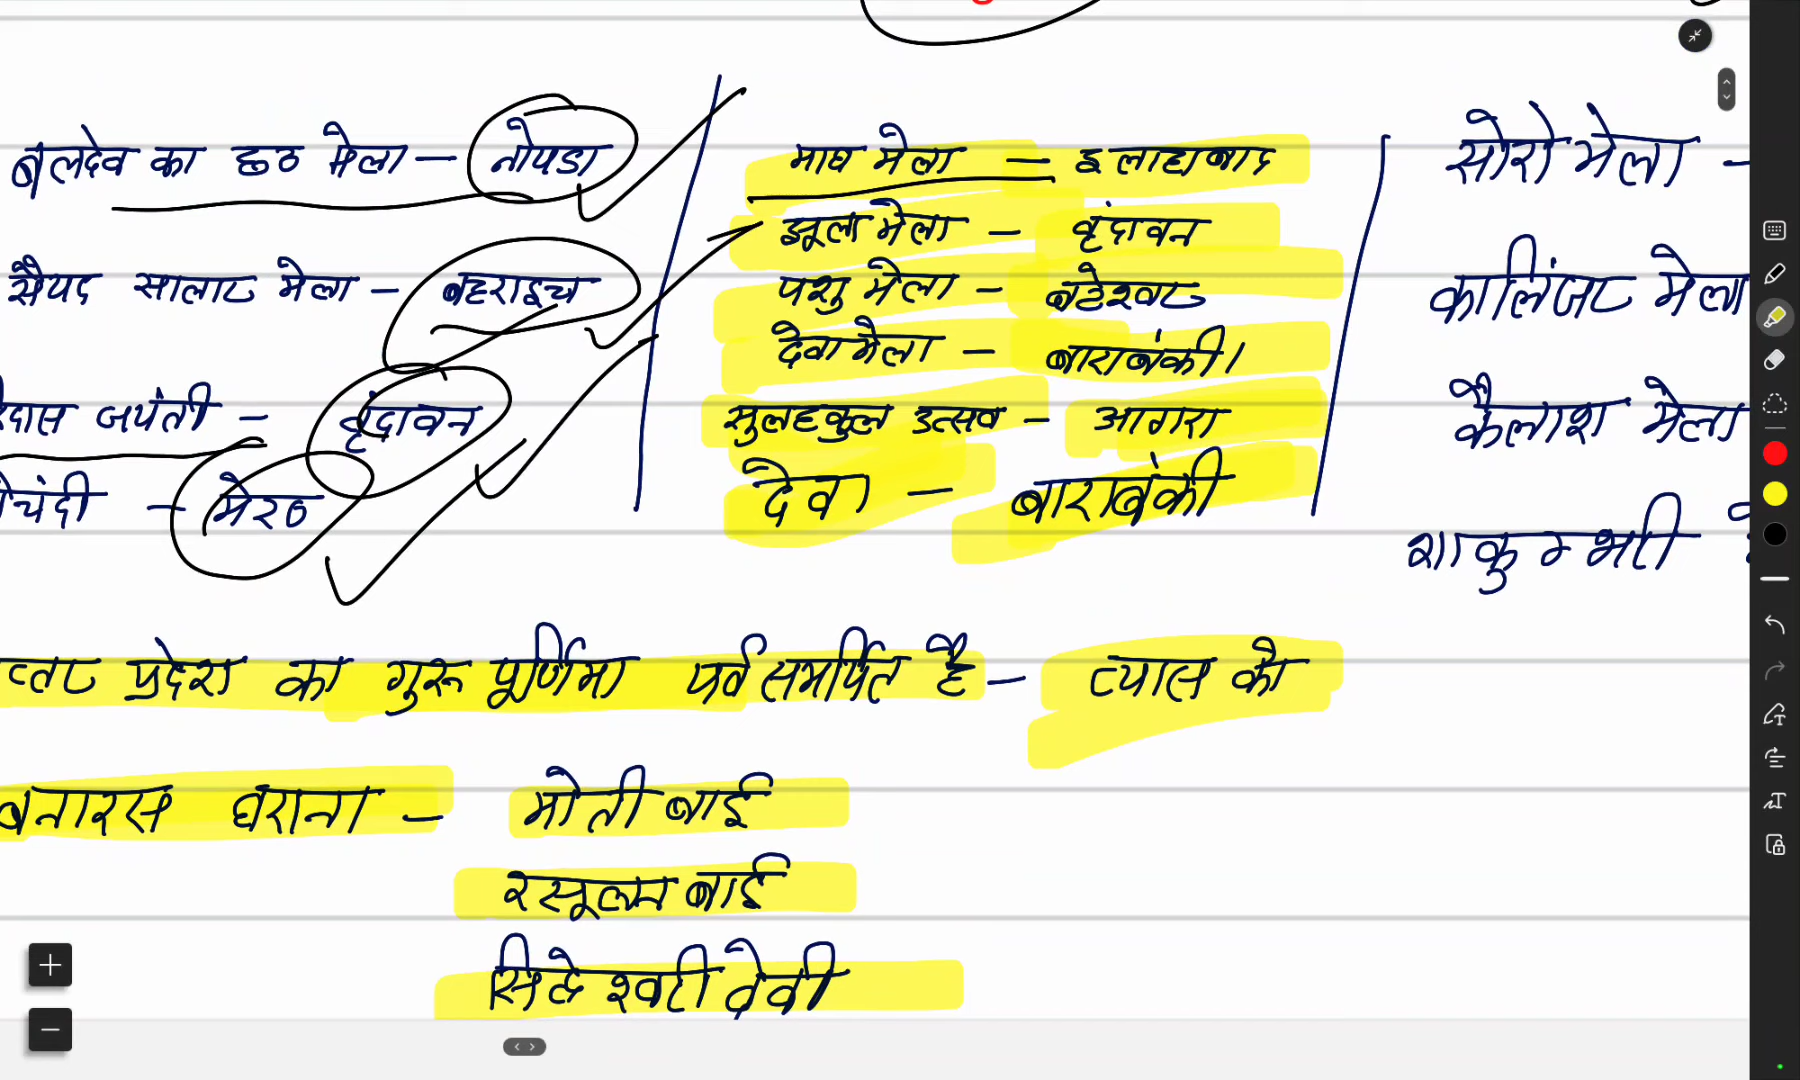 बलदेव का छठ मेला — नोएडा
सैयद सालार मेला — बहराइच
दास जयंती — वृंदावन
चंदी — मेरठ
माघ मेला — इलाहाबाद
झूला मेला — वृंदावन
पशु मेला — बटेश्वर
देवा मेला — बाराबंकी।
सुलहकुल उत्सव — आगरा
देवा — बाराबंकी
सोरो मेला —
कालिंजर मेला
कैलाश मेला
शाकुम्भरी
प्रदेश का गुरू पूर्णिमा पर्व समर्पित है — व्यास को
बनारस घराना — मोती बाई
रसूलन बाई
सिद्धेश्वरी देवी